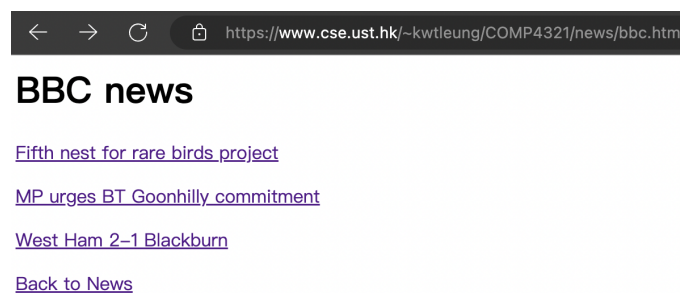 https://www.cse.ust.hk/~kwtleung/COMP4321/news/bbc.htm
BBC news
Fifth nest for rare birds project
MP urges BT Goonhilly commitment
West Ham 2–1 Blackburn
Back to News